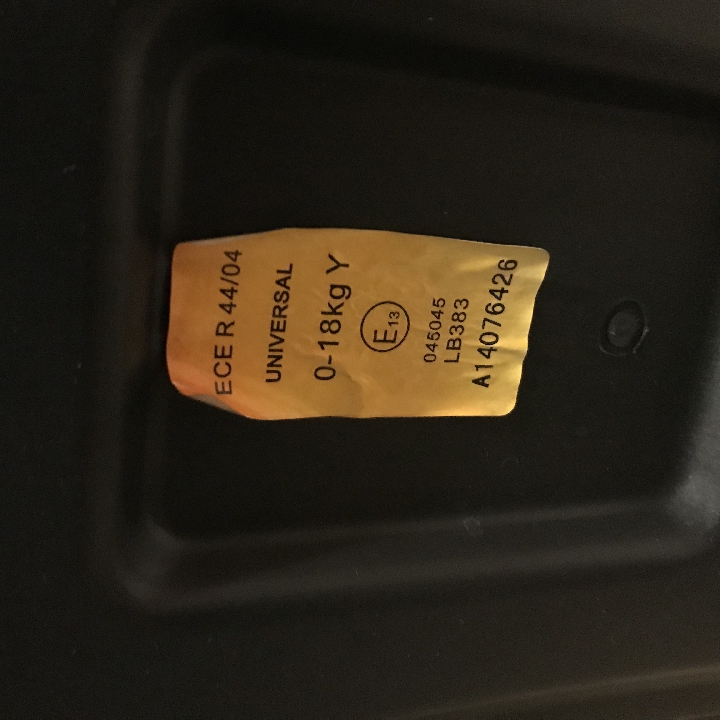 ECE R 44/04
UNIVERSAL
0-18kg Y
E13
045045
LB383
A14076426